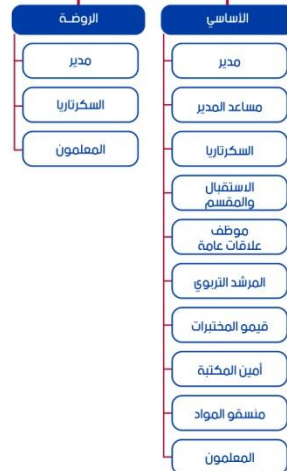 الأساسي
مدير
مساعد المدير
السكرتاريا
الاستقبال
والمقسم
موظف
علاقات عامة
المرشد التربوي
قيمو المختبرات
أمين المكتبة
منسقو المواد
المعلمون
الروضة
مدير
السكرتاريا
المعلمون